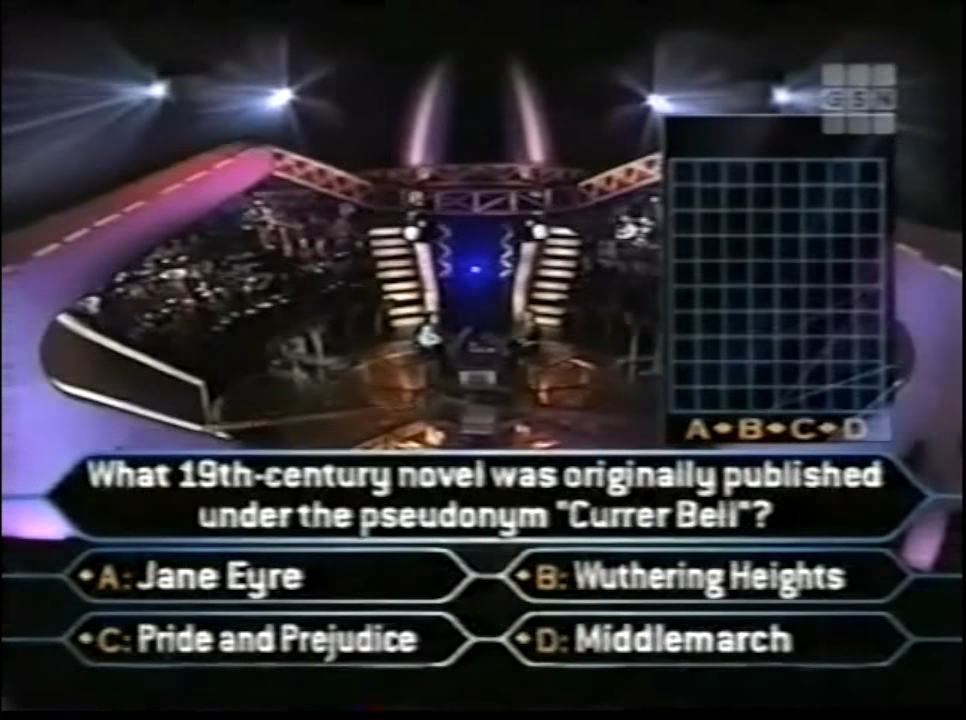 GSN
A B C D
What 19th-century novel was originally published
under the pseudonym "Currer Bell"?
A: Jane Eyre
B: Wuthering Heights
C: Pride and Prejudice
D: Middlemarch